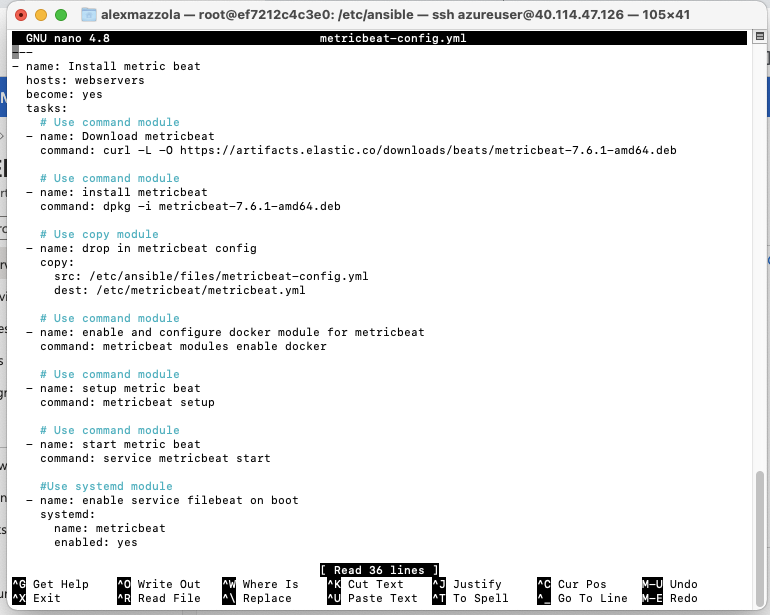 alexmazzola — root@ef7212c4c3e0: /etc/ansible — ssh azureuser@40.114.47.126 — 105×41
GNU nano 4.8 metricbeat-config.yml
---
- name: Install metric beat
hosts: webservers
become: yes
tasks:
# Use command module
- name: Download metricbeat
command: curl -L -O https://artifacts.elastic.co/downloads/beats/metricbeat-7.6.1-amd64.deb
# Use command module
- name: install metricbeat
command: dpkg -i metricbeat-7.6.1-amd64.deb
# Use copy module
- name: drop in metricbeat config
copy:
src: /etc/ansible/files/metricbeat-config.yml
dest: /etc/metricbeat/metricbeat.yml
# Use command module
- name: enable and configure docker module for metricbeat
command: metricbeat modules enable docker
# Use command module
- name: setup metric beat
command: metricbeat setup
# Use command module
- name: start metric beat
command: service metricbeat start
#Use systemd module
- name: enable service filebeat on boot
systemd:
name: metricbeat
enabled: yes
[ Read 36 lines ]
^G Get Help ^O Write Out ^W Where Is ^K Cut Text ^J Justify ^C Cur Pos M-U Undo
^X Exit ^R Read File ^\ Replace ^U Paste Text ^T To Spell ^_ Go To Line M-E Redo